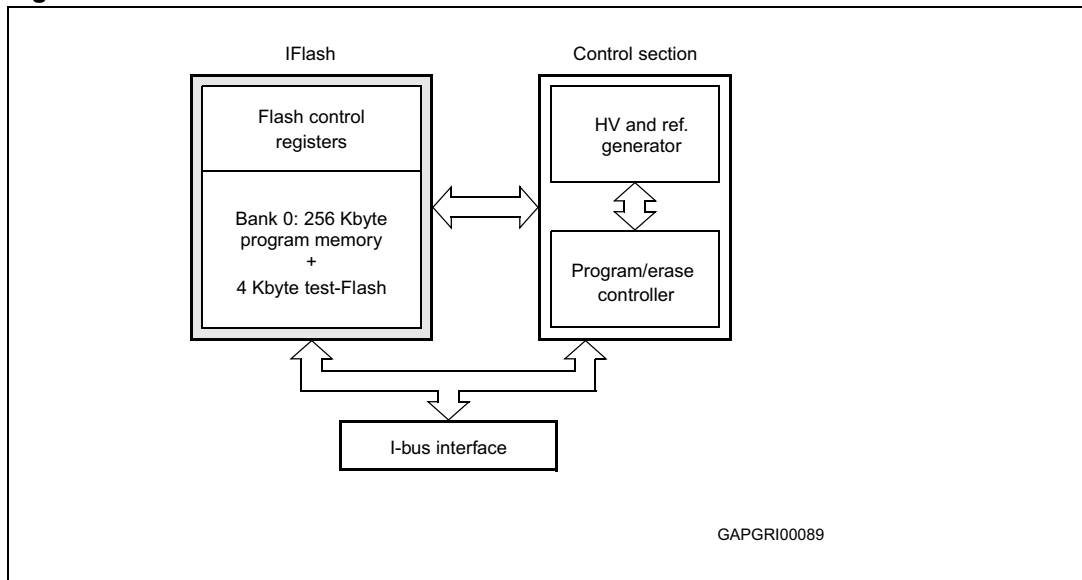 IFlash
Flash control
registers
Bank 0: 256 Kbyte
program memory
+
4 Kbyte test-Flash
Control section
HV and ref.
generator
Program/erase
controller
I-bus interface
GAPGRI00089